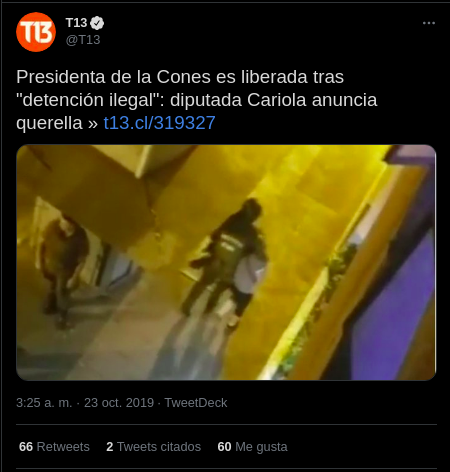 T13
T13
@T13
Presidenta de la Cones es liberada tras
"detención ilegal": diputada Cariola anuncia
querella » t13.cl/319327
3:25 a. m. · 23 oct. 2019 · TweetDeck
66 Retweets 2 Tweets citados 60 Me gusta